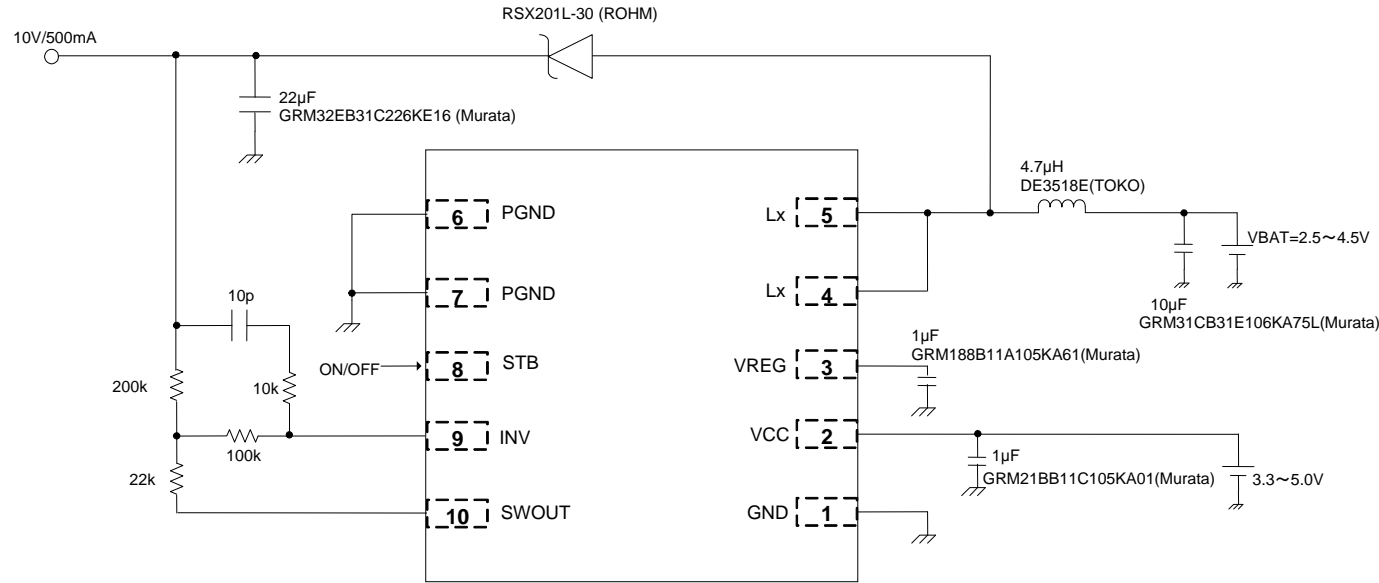 RSX201L-30 (ROHM)
10V/500mA
22µF
GRM32EB31C226KE16 (Murata)
4.7µH
DE3518E(TOKO)
6 PGND
Lx 5
VBAT=2.5～4.5V
7 PGND
Lx 4
10p
10µF
GRM31CB31E106KA75L(Murata)
1µF
GRM188B11A105KA61(Murata)
ON/OFF
8 STB
VREG 3
200k
10k
9 INV
VCC 2
100k
1µF
GRM21BB11C105KA01(Murata)
3.3～5.0V
22k
10 SWOUT
GND 1